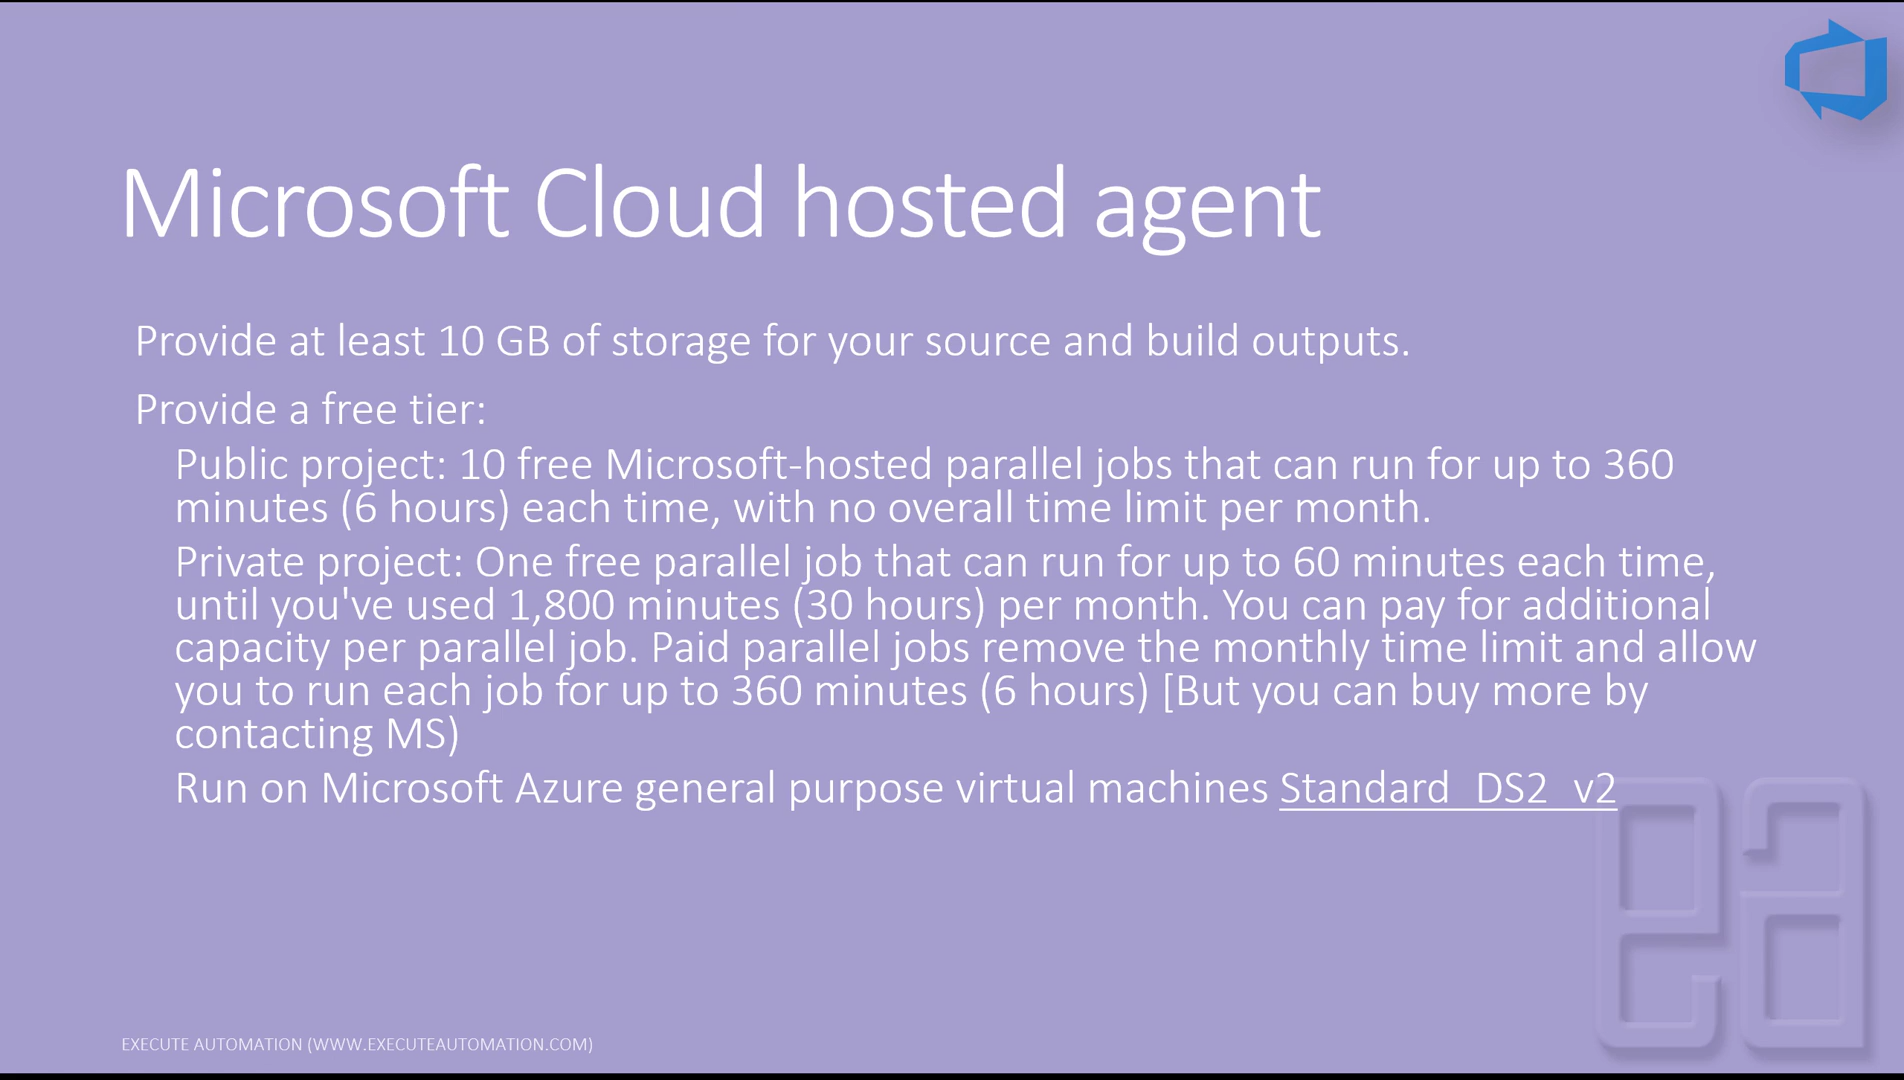 Microsoft Cloud hosted agent
Provide at least 10 GB of storage for your source and build outputs.
Provide a free tier:
Public project: 10 free Microsoft-hosted parallel jobs that can run for up to 360
minutes (6 hours) each time, with no overall time limit per month.
Private project: One free parallel job that can run for up to 60 minutes each time,
until you've used 1,800 minutes (30 hours) per month. You can pay for additional
capacity per parallel job. Paid parallel jobs remove the monthly time limit and allow
you to run each job for up to 360 minutes (6 hours) [But you can buy more by
contacting MS)
Run on Microsoft Azure general purpose virtual machines Standard_DS2_v2
ea
EXECUTE AUTOMATION (WWW.EXECUTEAUTOMATION.COM)